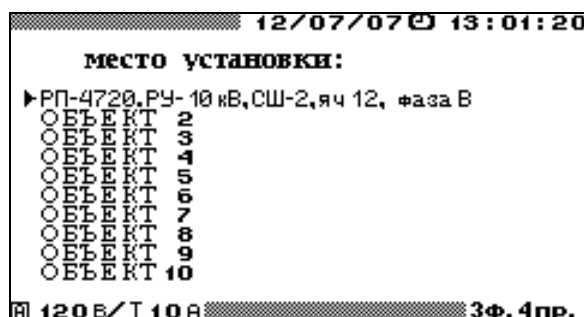 12/07/07 13:01:20
место установки:
РП-4720.РУ-10 кВ,СШ-2,яч 12, фаза В
ОБЪЕКТ 2
ОБЪЕКТ 3
ОБЪЕКТ 4
ОБЪЕКТ 5
ОБЪЕКТ 6
ОБЪЕКТ 7
ОБЪЕКТ 8
ОБЪЕКТ 9
ОБЪЕКТ 10
А 120В/Т10А 3ф.4пр.